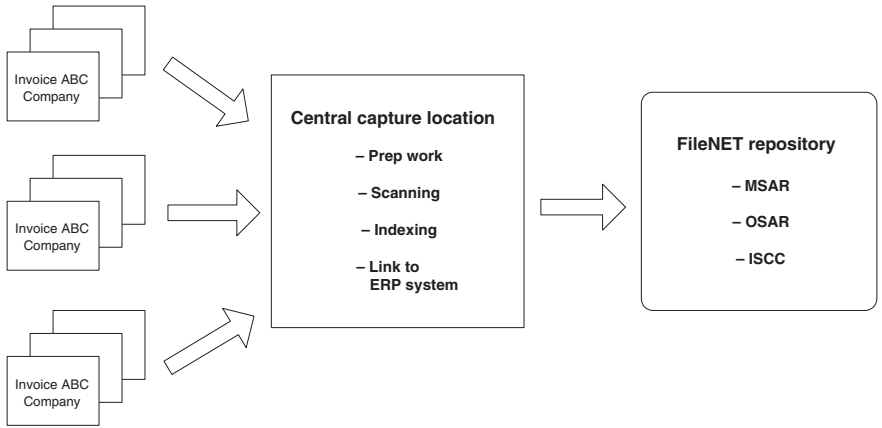 Invoice ABC
Company
Invoice ABC
Company
Invoice ABC
Company
Central capture location
– Prep work
– Scanning
– Indexing
– Link to
ERP system
FileNET repository
– MSAR
– OSAR
– ISCC